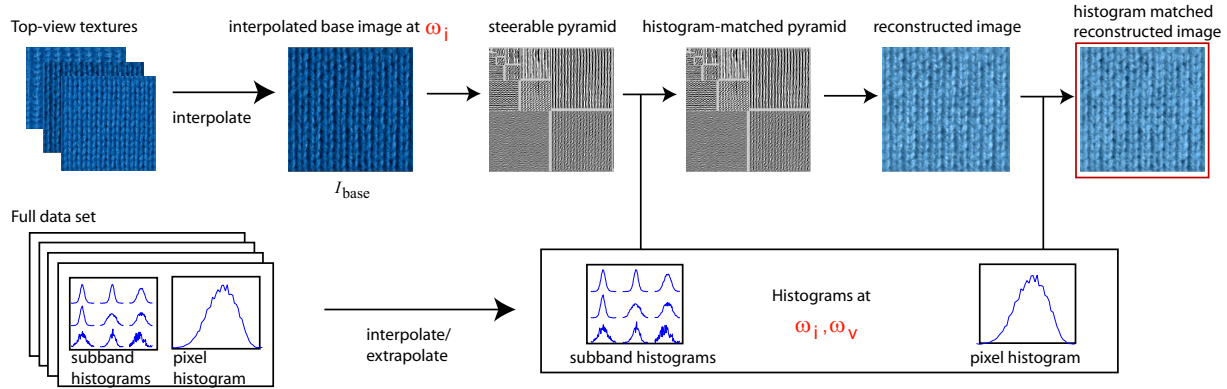 Top-view textures
interpolate
interpolated base image at ωi
Ibase
steerable pyramid
histogram-matched pyramid
reconstructed image
histogram matched
reconstructed image
Full data set
subband
histograms
pixel
histogram
interpolate/
extrapolate
subband histograms
Histograms at
ωi,ωv
pixel histogram